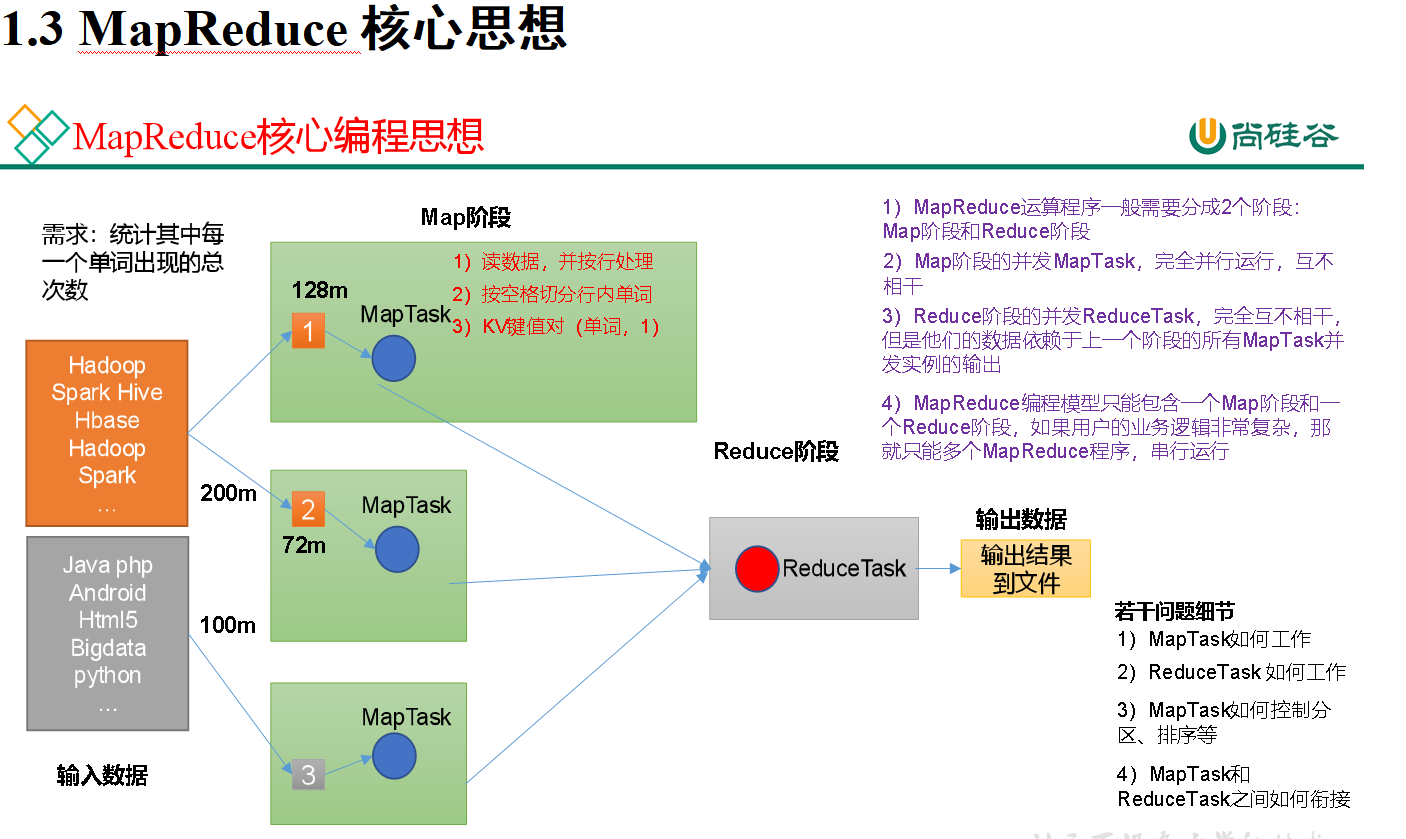 1.3 MapReduce 核心思想
MapReduce核心编程思想
尚硅谷
需求：统计其中每
一个单词出现的总
次数
Hadoop
Spark Hive
Hbase
Hadoop
Spark
…
200m
Java php
Android
Html5
Bigdata
python
…
100m
输入数据
Map阶段
128m
1
MapTask
1）读数据，并按行处理
2）按空格切分行内单词
3）KV键值对（单词，1）
2
72m
MapTask
3
MapTask
Reduce阶段
ReduceTask
输出数据
输出结果
到文件
1）MapReduce运算程序一般需要分成2个阶段：
Map阶段和Reduce阶段
2）Map阶段的并发MapTask，完全并行运行，互不
相干
3）Reduce阶段的并发ReduceTask，完全互不相干，
但是他们的数据依赖于上一个阶段的所有MapTask并
发实例的输出
4）MapReduce编程模型只能包含一个Map阶段和一
个Reduce阶段，如果用户的业务逻辑非常复杂，那
就只能多个MapReduce程序，串行运行
若干问题细节
1）MapTask如何工作
2）ReduceTask 如何工作
3）MapTask如何控制分
区、排序等
4）MapTask和
ReduceTask之间如何衔接